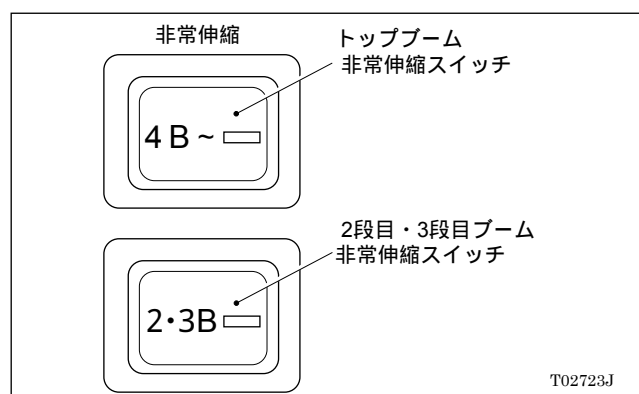 非常伸縮
トップブーム
非常伸縮スイッチ
4B~
2段目・3段目ブーム
非常伸縮スイッチ
2・3B
T02723J